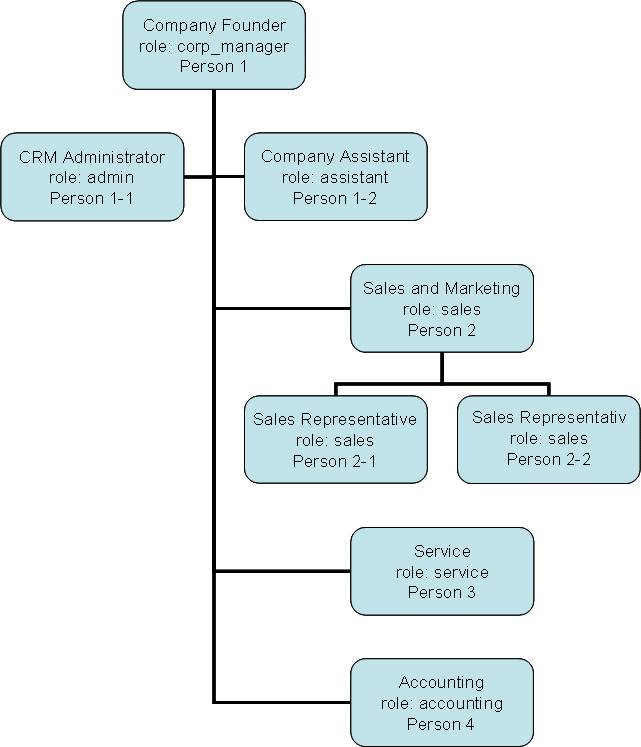 Company Founder
role: corp_manager
Person 1
CRM Administrator
role: admin
Person 1-1
Company Assistant
role: assistant
Person 1-2
Sales and Marketing
role: sales
Person 2
Sales Representative
role: sales
Person 2-1
Sales Representativ
role: sales
Person 2-2
Service
role: service
Person 3
Accounting
role: accounting
Person 4